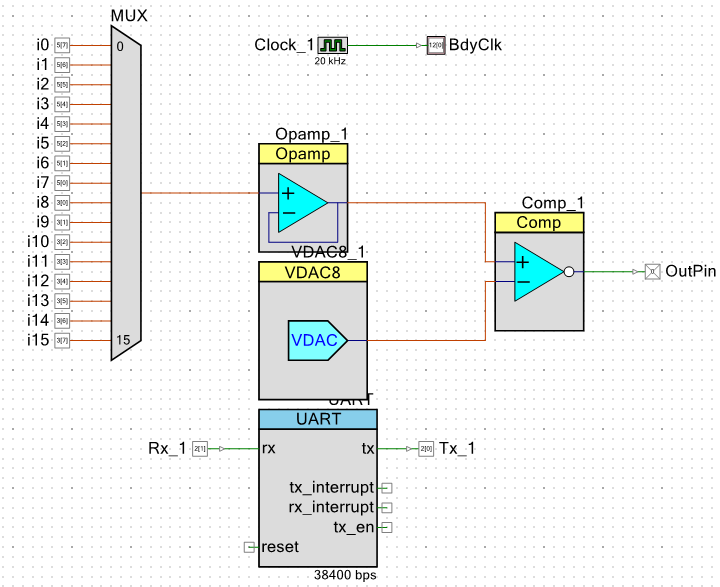 MUX
i0 5[7] 0
i1 5[6]
i2 5[5]
i3 5[4]
i4 5[3]
i5 5[2]
i6 5[1]
i7 5[0]
i8 3[0]
i9 3[1]
i10 3[2]
i11 3[3]
i12 3[4]
i13 3[5]
i14 3[6]
i15 3[7] 15
Clock_1 12[0] BdyClk
20 kHz
Opamp_1
Opamp
+
−
VDAC8_1
VDAC8
VDAC
Comp_1
Comp
+
−
OutPin
UART
UART
Rx_1 2[1] rx tx 2[0] Tx_1
tx_interrupt
rx_interrupt
tx_en
reset
38400 bps